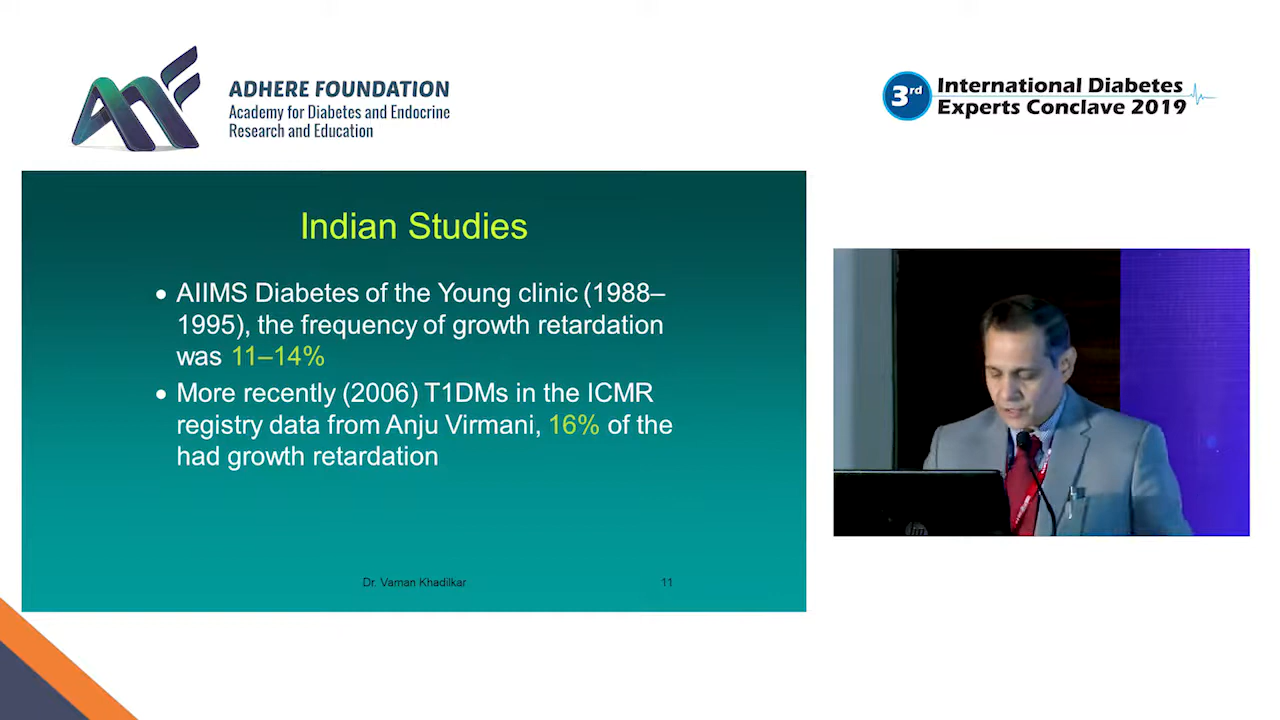 ADHERE FOUNDATION
Academy for Diabetes and Endocrine
Research and Education
3rd
International Diabetes
Experts Conclave 2019
Indian Studies
• AIIMS Diabetes of the Young clinic (1988–
1995), the frequency of growth retardation
was 11–14%
• More recently (2006) T1DMs in the ICMR
registry data from Anju Virmani, 16% of the
had growth retardation
Dr. Vaman Khadilkar
11
hp